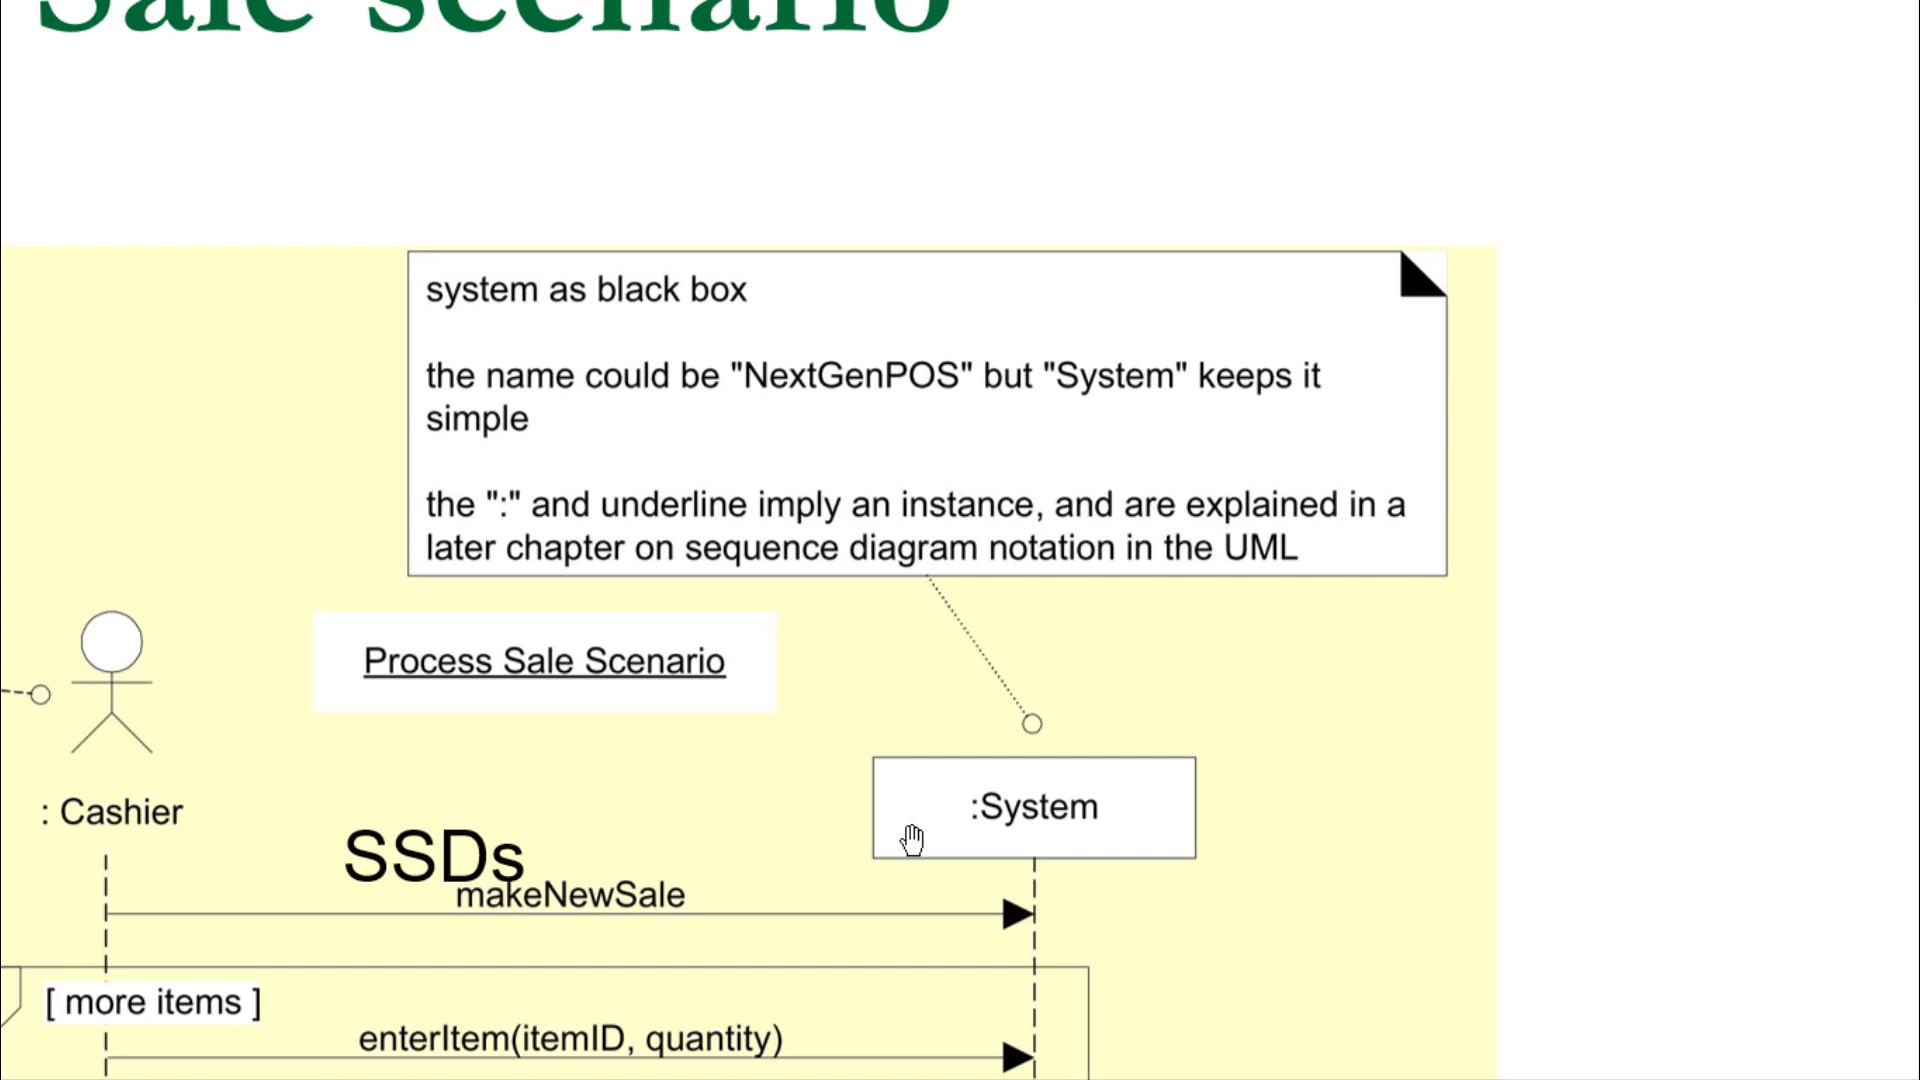 Sale scenario
system as black box
the name could be "NextGenPOS" but "System" keeps it
simple
the ":" and underline imply an instance, and are explained in a
later chapter on sequence diagram notation in the UML
Process Sale Scenario
:System
: Cashier
SSDs
makeNewSale
[ more items ]
enterItem(itemID, quantity)